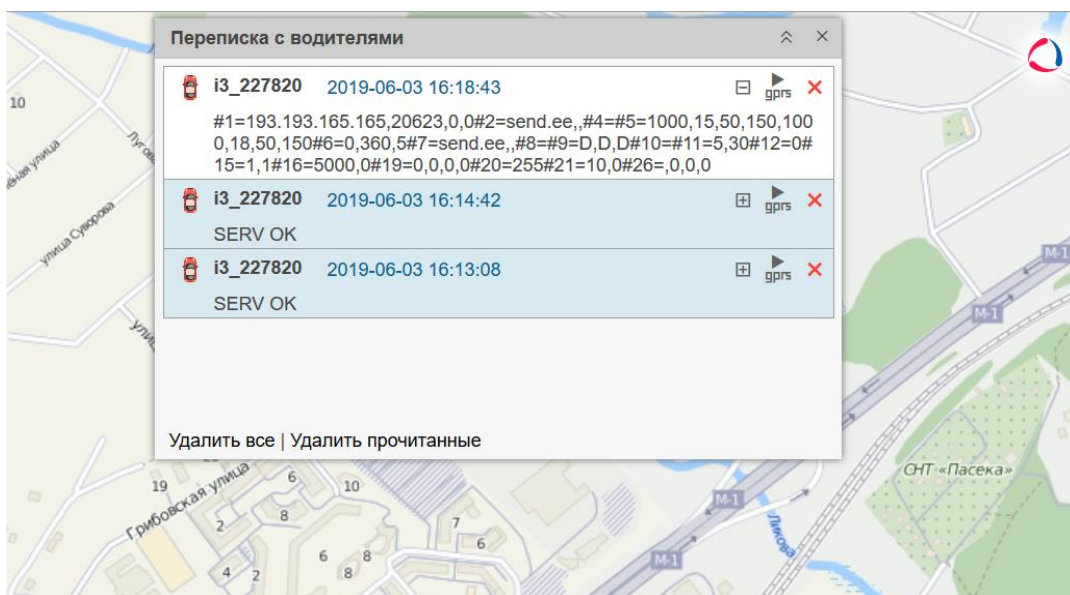 Переписка с водителями
i3_227820 2019-06-03 16:18:43 gprs
#1=193.193.165.165,20623,0,0#2=send.ee,,#4=#5=1000,15,50,150,100
0,18,50,150#6=0,360,5#7=send.ee,,#8=#9=D,D,D#10=#11=5,30#12=0#
15=1,1#16=5000,0#19=0,0,0,0#20=255#21=10,0#26=,0,0,0
i3_227820 2019-06-03 16:14:42 gprs
SERV OK
i3_227820 2019-06-03 16:13:08 gprs
SERV OK
Удалить все | Удалить прочитанные
10
улица Суворова
М-1
М-1
СНТ «Пасека»
19
Грибовская улица
6
10
2
8
7
6
М-1
Ликова
6
8
4
2
8
М-1